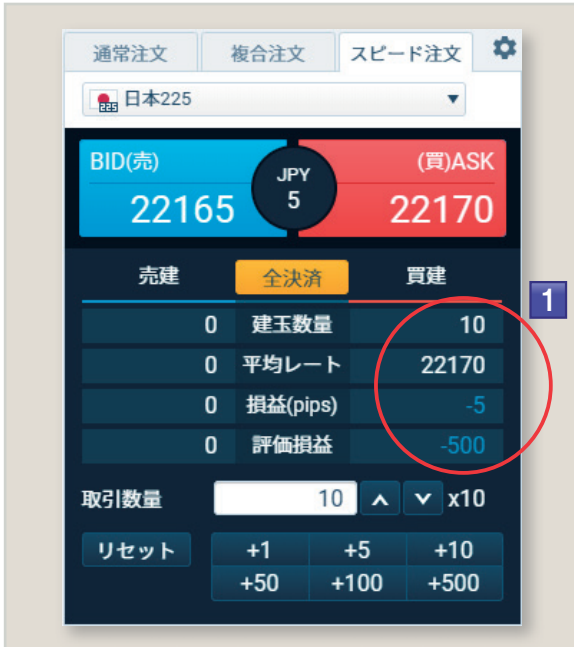 通常注文 複合注文 スピード注文
225 日本225
BID(売) JPY (買)ASK
22165 5 22170
売建 全決済 買建
1
0 建玉数量 10
0 平均レート 22170
0 損益(pips) -5
0 評価損益 -500
取引数量 10 x10
リセット +1 +5 +10
+50 +100 +500